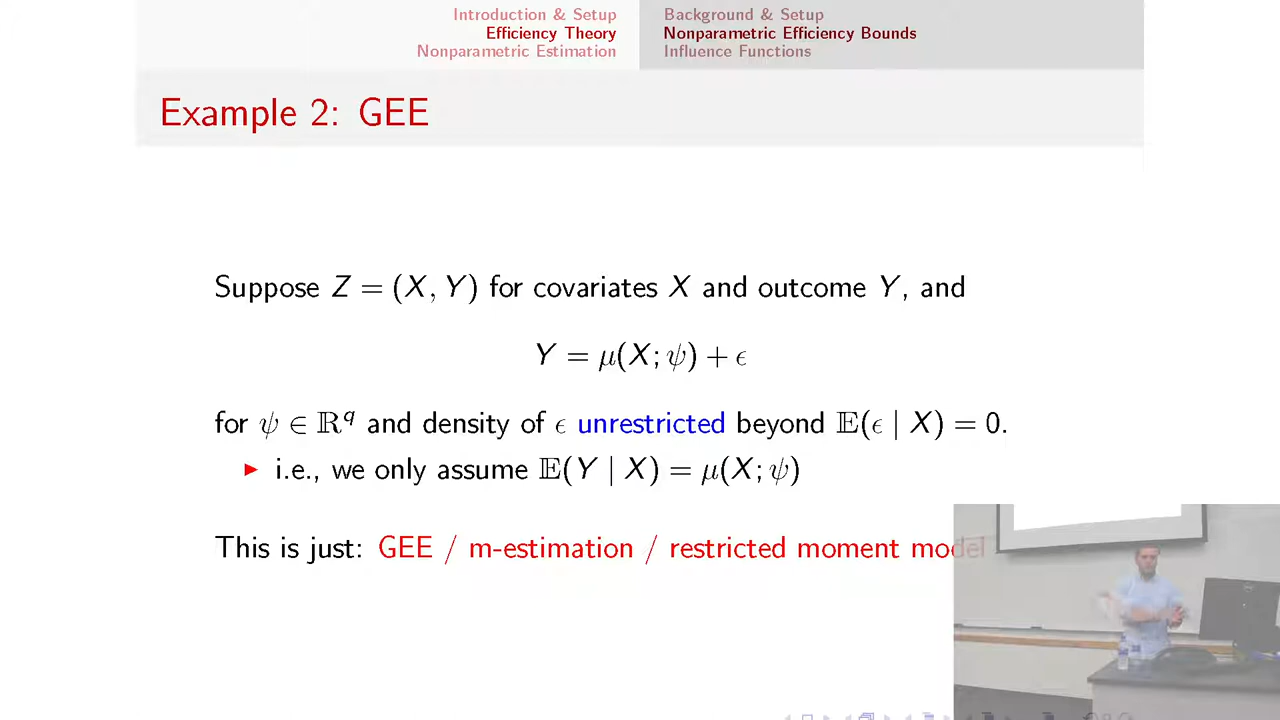 Introduction & Setup
Efficiency Theory
Nonparametric Estimation
Background & Setup
Nonparametric Efficiency Bounds
Influence Functions
Example 2: GEE
Suppose Z = (X, Y) for covariates X and outcome Y, and
Y = μ(X; ψ) + ϵ
for ψ ∈ ℝ^q and density of ϵ unrestricted beyond 𝔼(ϵ | X) = 0.
▶ i.e., we only assume 𝔼(Y | X) = μ(X; ψ)
This is just: GEE / m-estimation / restricted moment model